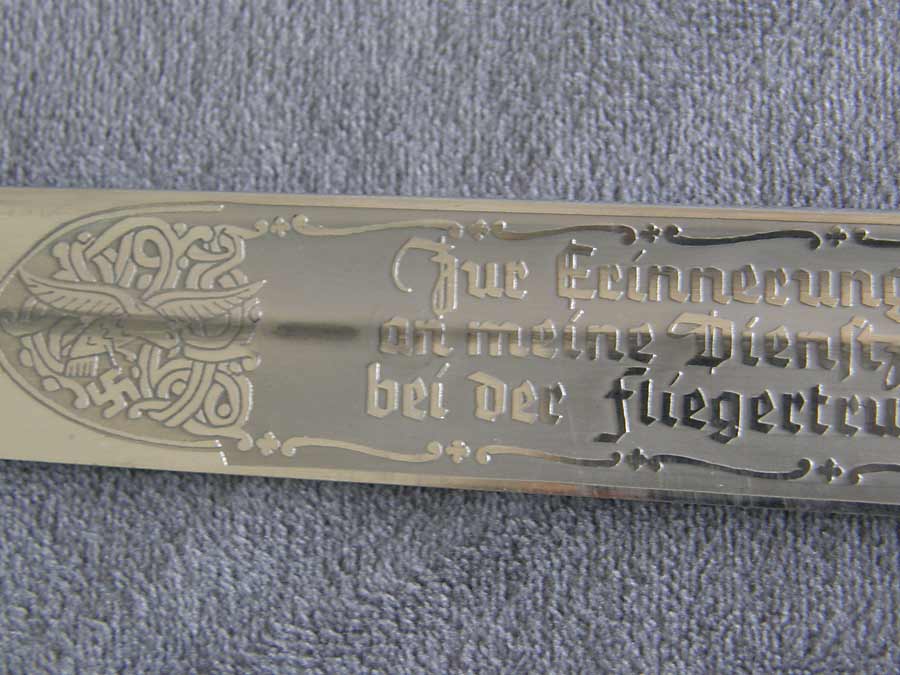 Zur Erinnerung
an meine Dienstz
bei der Fliegertru